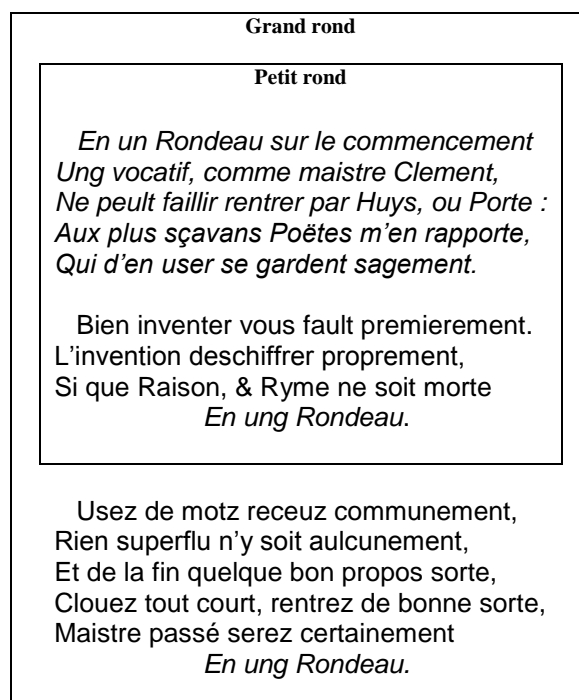 Grand rond
Petit rond
En un Rondeau sur le commencement
Ung vocatif, comme maistre Clement,
Ne peult faillir rentrer par Huys, ou Porte :
Aux plus sçavans Poëtes m’en rapporte,
Qui d’en user se gardent sagement.
Bien inventer vous fault premierement.
L’invention deschiffrer proprement,
Si que Raison, & Ryme ne soit morte
En ung Rondeau.
Usez de motz receuz communement,
Rien superflu n’y soit aulcunement,
Et de la fin quelque bon propos sorte,
Clouez tout court, rentrez de bonne sorte,
Maistre passé serez certainement
En ung Rondeau.